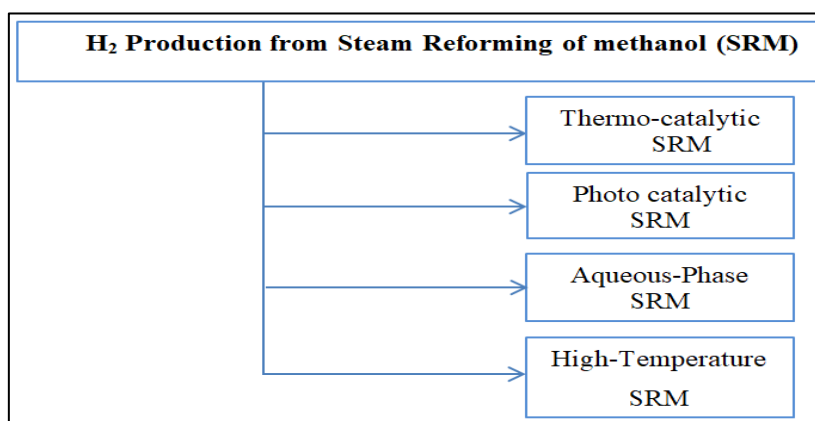 H₂ Production from Steam Reforming of methanol (SRM)
Thermo-catalytic
SRM
Photo catalytic
SRM
Aqueous-Phase
SRM
High-Temperature
SRM